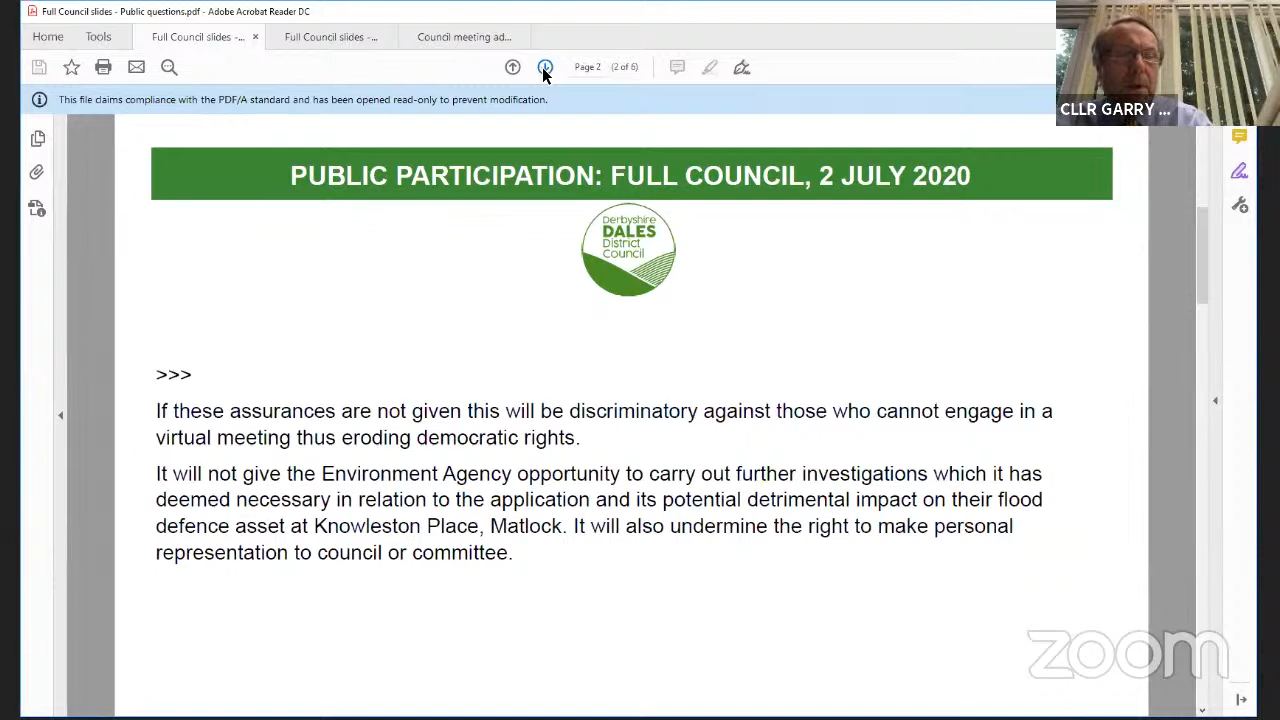 Full Council slides - Public questions.pdf - Adobe Acrobat Reader DC
Home Tools Full Council slides -... × Full Council slides -... Council meeting ad...
Page 2 (2 of 6)
This file claims compliance with the PDF/A standard and has been opened read-only to prevent modification.
CLLR GARRY ...
PUBLIC PARTICIPATION: FULL COUNCIL, 2 JULY 2020
Derbyshire
DALES
District
Council
>>>
If these assurances are not given this will be discriminatory against those who cannot engage in a
virtual meeting thus eroding democratic rights.
It will not give the Environment Agency opportunity to carry out further investigations which it has
deemed necessary in relation to the application and its potential detrimental impact on their flood
defence asset at Knowleston Place, Matlock. It will also undermine the right to make personal
representation to council or committee.
zoom